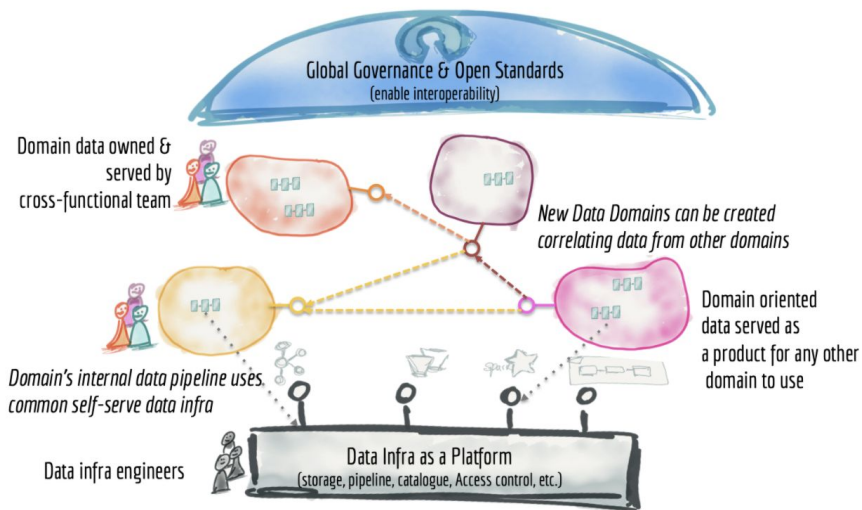 Global Governance & Open Standards
(enable interoperability)
Domain data owned &
served by
cross-functional team
New Data Domains can be created
correlating data from other domains
Domain oriented
data served as
a product for any other
domain to use
Domain's internal data pipeline uses
common self-serve data infra
Data infra engineers
Data Infra as a Platform
(storage, pipeline, catalogue, Access control, etc.)